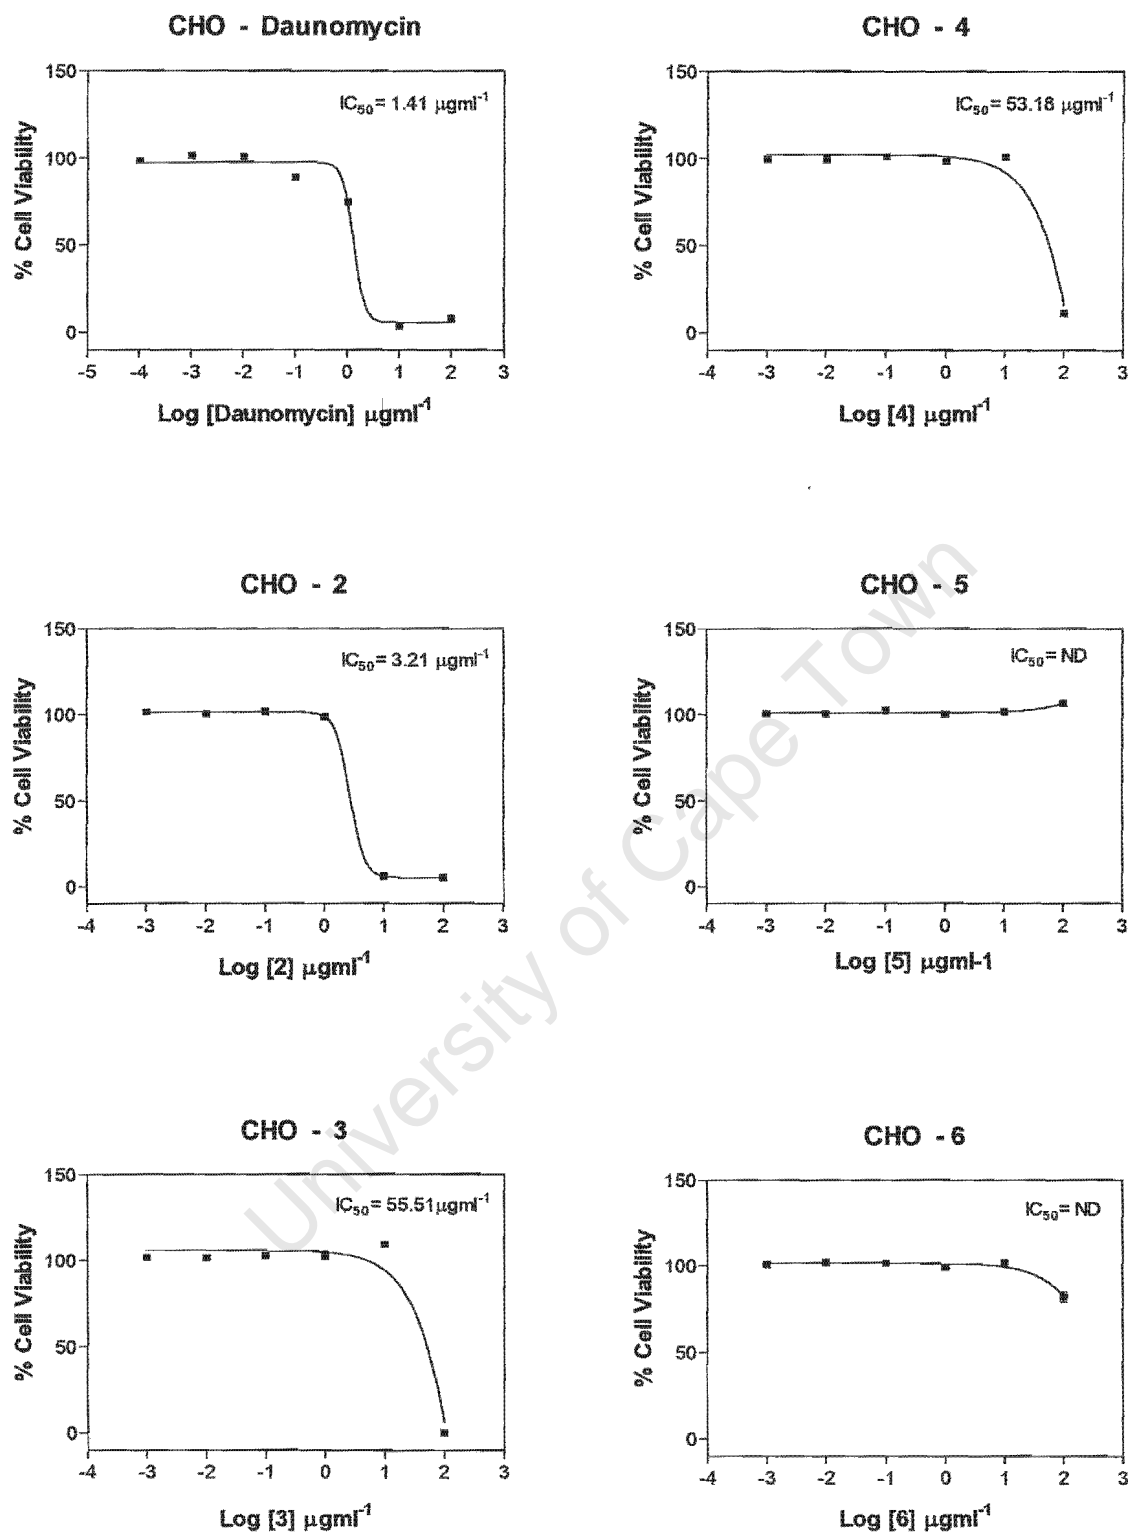 CHO - Daunomycin
IC50= 1.41 µgml-1
% Cell Viability
150
100
50
0
-5 -4 -3 -2 -1 0 1 2 3
Log [Daunomycin] µgml-1
CHO - 4
IC50= 53.18 µgml-1
% Cell Viability
150
100
50
0
-4 -3 -2 -1 0 1 2 3
Log [4] µgml-1
CHO - 2
IC50= 3.21 µgml-1
% Cell Viability
150
100
50
0
-4 -3 -2 -1 0 1 2 3
Log [2] µgml-1
CHO - 5
IC50= ND
% Cell Viability
150
100
50
0
-4 -3 -2 -1 0 1 2 3
Log [5] µgml-1
CHO - 3
IC50= 55.51µgml-1
% Cell Viability
150
100
50
0
-4 -3 -2 -1 0 1 2 3
Log [3] µgml-1
CHO - 6
IC50= ND
% Cell Viability
150
100
50
0
-4 -3 -2 -1 0 1 2 3
Log [6] µgml-1
University of Cape Town